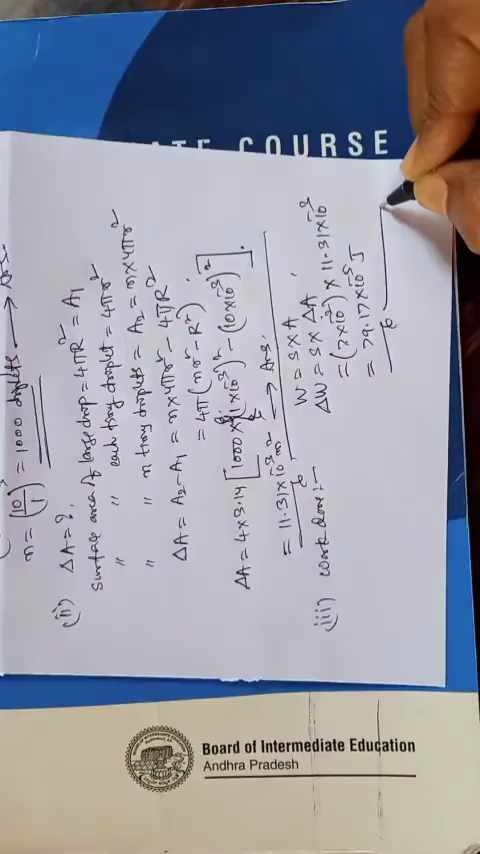 COURSE
n = (10/1)³ = 1000 droplets →
(ii) ΔA = ?
Surface area of large drop = 4πR² = A₁
" " each tiny droplet = 4πr²
" " n tiny droplets = A₂ = n×4πr²
ΔA = A₂ - A₁ = n×4πr² - 4πR²
= 4π(nr² - R²)
ΔA = 4×3.14 [1000×(1×10⁻³)² - (10×10⁻³)²].
= 11.31×10⁻³ m² → Ans.
(iii) work done:- W = S×A
ΔW = S× ΔA
= (7×10⁻²) × 11.31×10⁻³
= 79.17×10⁻⁵ J
Board of Intermediate Education
Andhra Pradesh